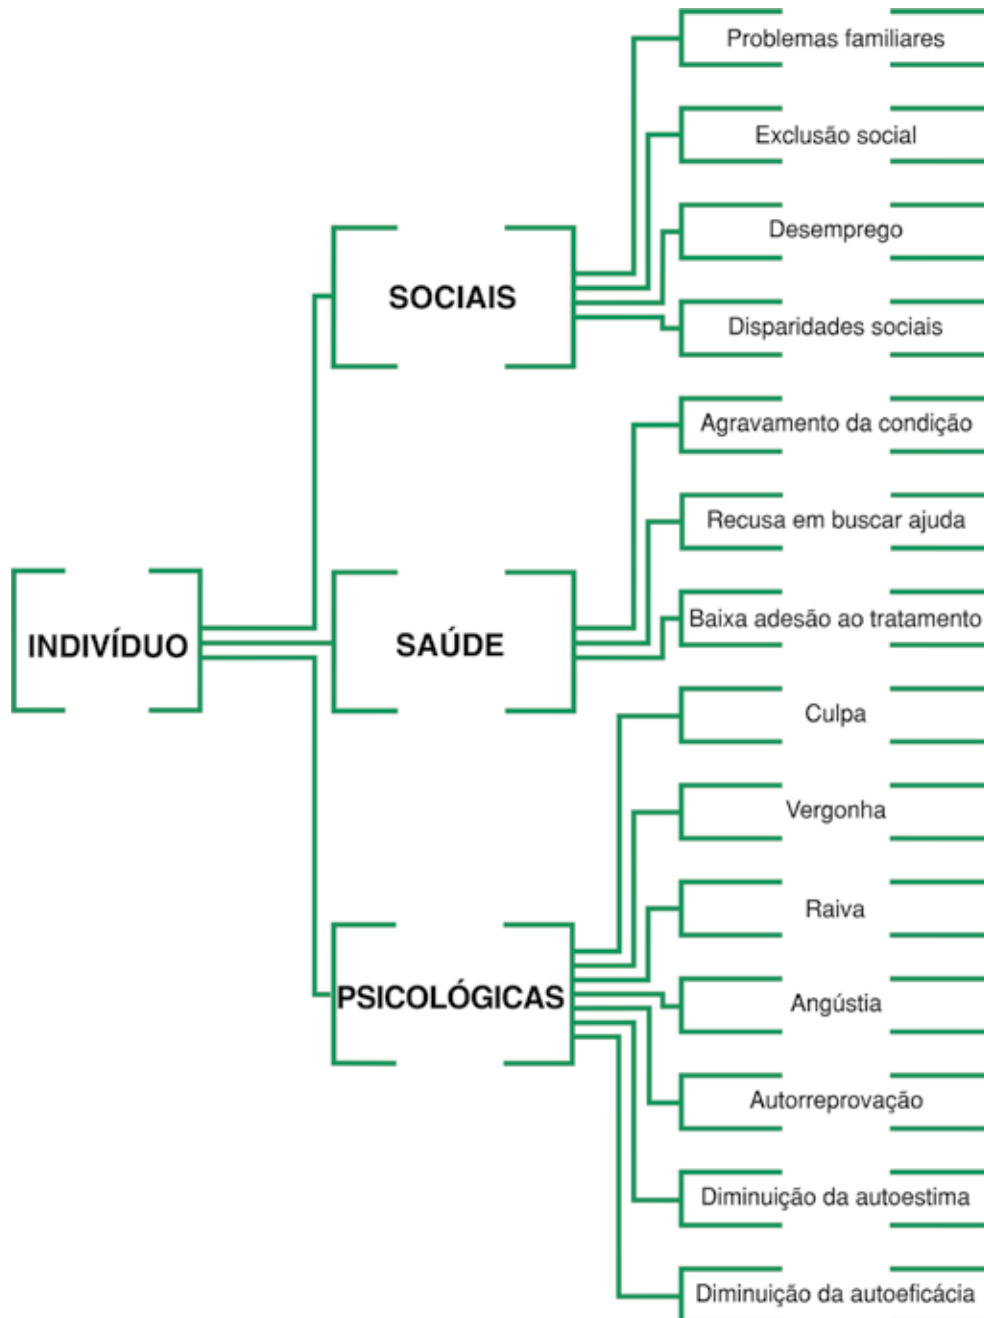 INDIVÍDUO
SOCIAIS
Problemas familiares
Exclusão social
Desemprego
Disparidades sociais
SAÚDE
Agravamento da condição
Recusa em buscar ajuda
Baixa adesão ao tratamento
PSICOLÓGICAS
Culpa
Vergonha
Raiva
Angústia
Autorreprovação
Diminuição da autoestima
Diminuição da autoeficácia